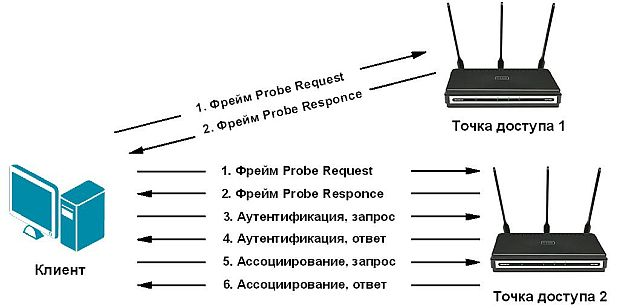 1. Фрейм Probe Request
2. Фрейм Probe Responce
Точка доступа 1
1. Фрейм Probe Request
2. Фрейм Probe Responce
3. Аутентификация, запрос
4. Аутентификация, ответ
5. Ассоциирование, запрос
6. Ассоциирование, ответ
Клиент
Точка доступа 2